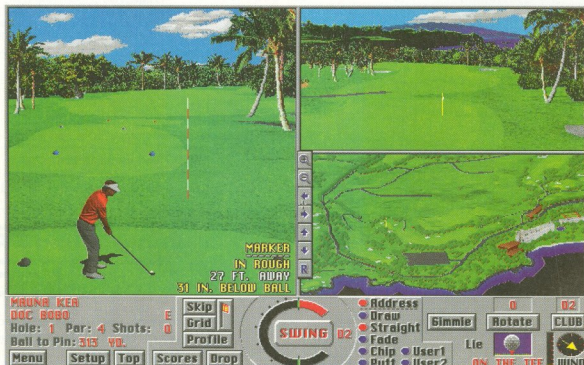 MARKER
IN ROUGH
27 FT. AWAY
31 IN. BELOW BALL
R
MAUNA KEA
DOC BOBO E
Hole: 1 Par: 4 Shots: 0
Ball to Pin: 313 YD.
Menu
Setup
Top
Scores
Drop
Skip
Grid
Profile
SWING
D2
Address
Draw
Straight
Fade
Chip
User1
Putt
User2
Gimmie
0
Rotate
D2
CLUB
Lie
ON THE TEE
WIND